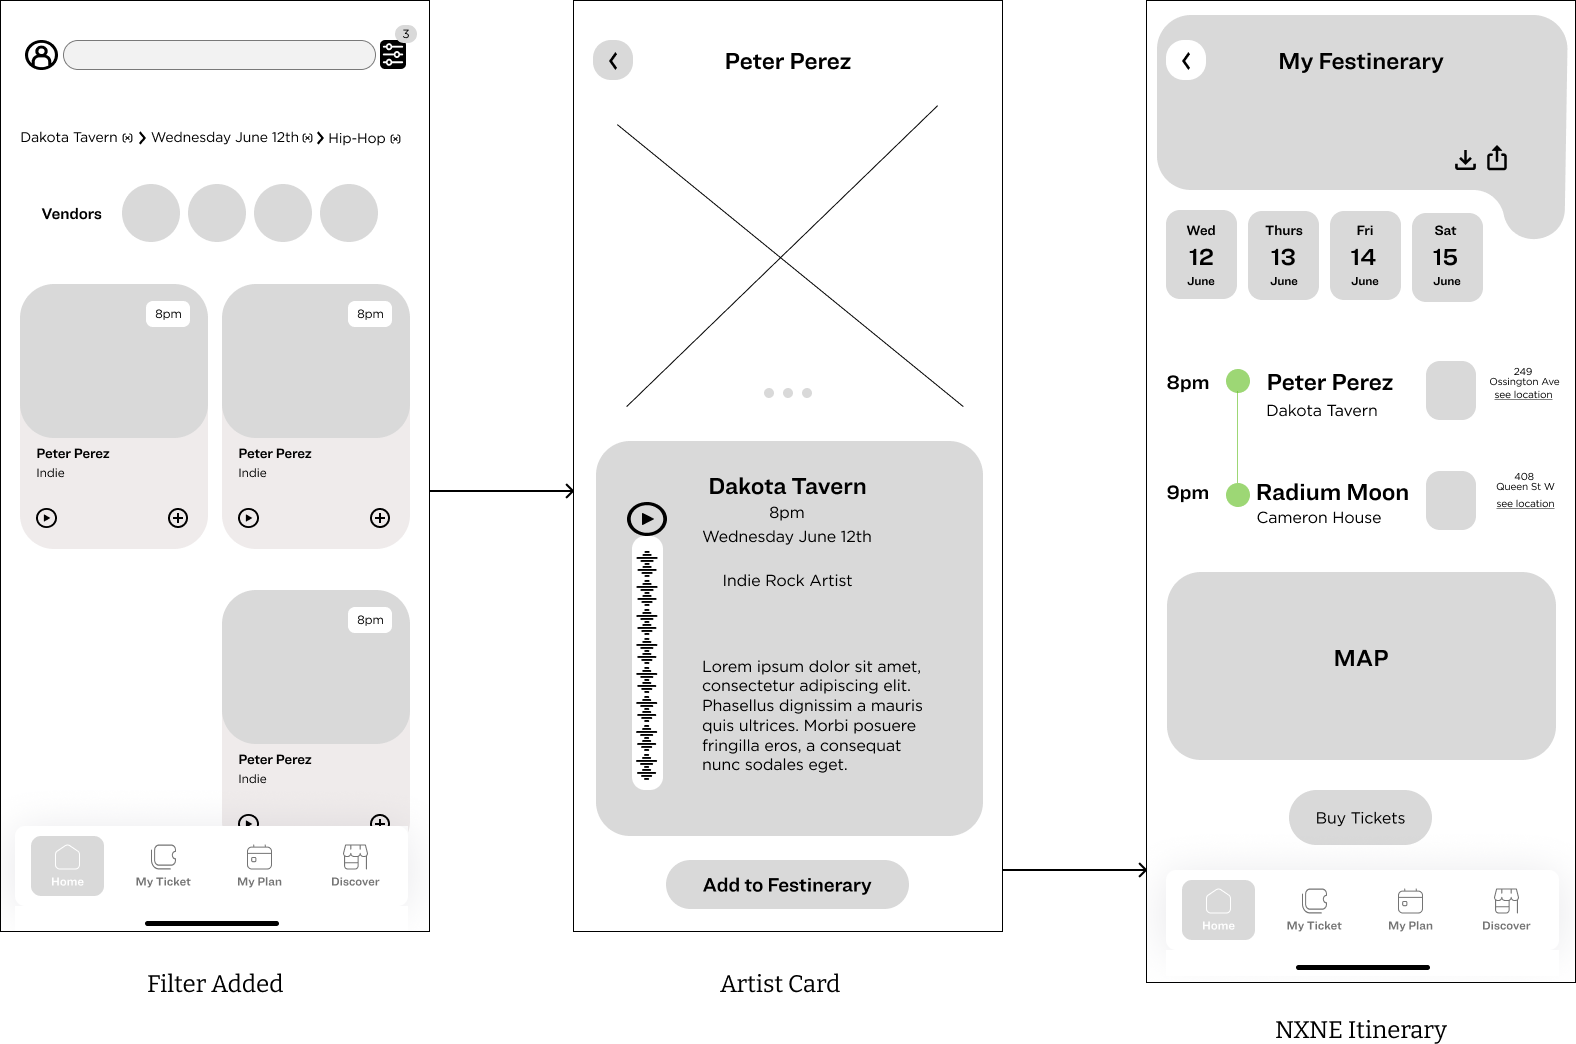 3
Dakota Tavern (x) > Wednesday June 12th (x) > Hip-Hop (x)
Vendors
8pm
8pm
Peter Perez
Indie
Peter Perez
Indie
8pm
Peter Perez
Indie
Home
My Ticket
My Plan
Discover
Filter Added
Peter Perez
Dakota Tavern
8pm
Wednesday June 12th
Indie Rock Artist
Lorem ipsum dolor sit amet,
consectetur adipiscing elit.
Phasellus dignissim a mauris
quis ultrices. Morbi posuere
fringilla eros, a consequat
nunc sodales eget.
Add to Festinerary
Artist Card
My Festinerary
Wed
12
June
Thurs
13
June
Fri
14
June
Sat
15
June
8pm
Peter Perez
Dakota Tavern
249
Ossington Ave
see location
9pm
Radium Moon
Cameron House
408
Queen St W
see location
MAP
Buy Tickets
Home
My Ticket
My Plan
Discover
NXNE Itinerary